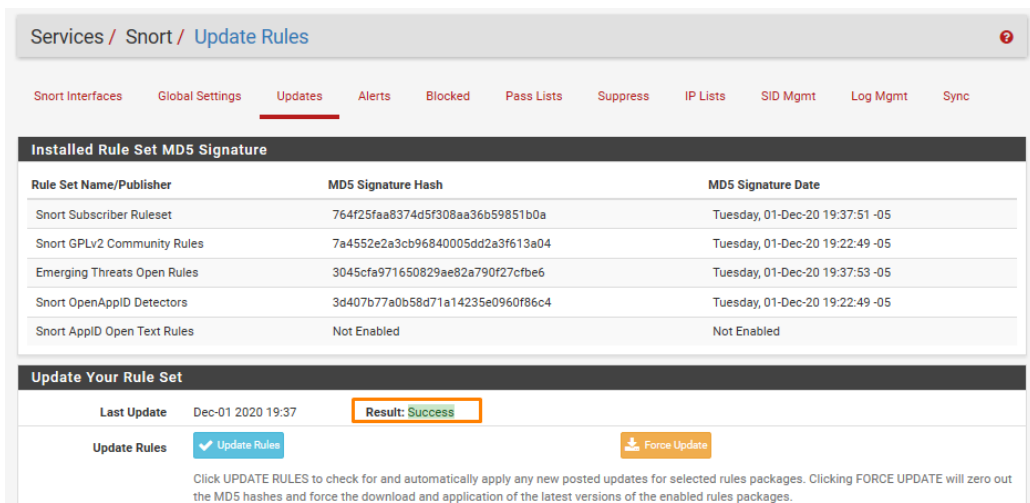 Services / Snort / Update Rules
Snort Interfaces Global Settings Updates Alerts Blocked Pass Lists Suppress IP Lists SID Mgmt Log Mgmt Sync
Installed Rule Set MD5 Signature
Rule Set Name/Publisher MD5 Signature Hash MD5 Signature Date
Snort Subscriber Ruleset 764f25faa8374d5f308aa36b59851b0a Tuesday, 01-Dec-20 19:37:51 -05
Snort GPLv2 Community Rules 7a4552e2a3cb96840005dd2a3f613a04 Tuesday, 01-Dec-20 19:22:49 -05
Emerging Threats Open Rules 3045cfa971650829ae82a790f27cfbe6 Tuesday, 01-Dec-20 19:37:53 -05
Snort OpenAppID Detectors 3d407b77a0b58d71a14235e0960f86c4 Tuesday, 01-Dec-20 19:22:49 -05
Snort AppID Open Text Rules Not Enabled Not Enabled
Update Your Rule Set
Last Update Dec-01 2020 19:37 Result: Success
Update Rules Update Rules Force Update
Click UPDATE RULES to check for and automatically apply any new posted updates for selected rules packages. Clicking FORCE UPDATE will zero out
the MD5 hashes and force the download and application of the latest versions of the enabled rules packages.